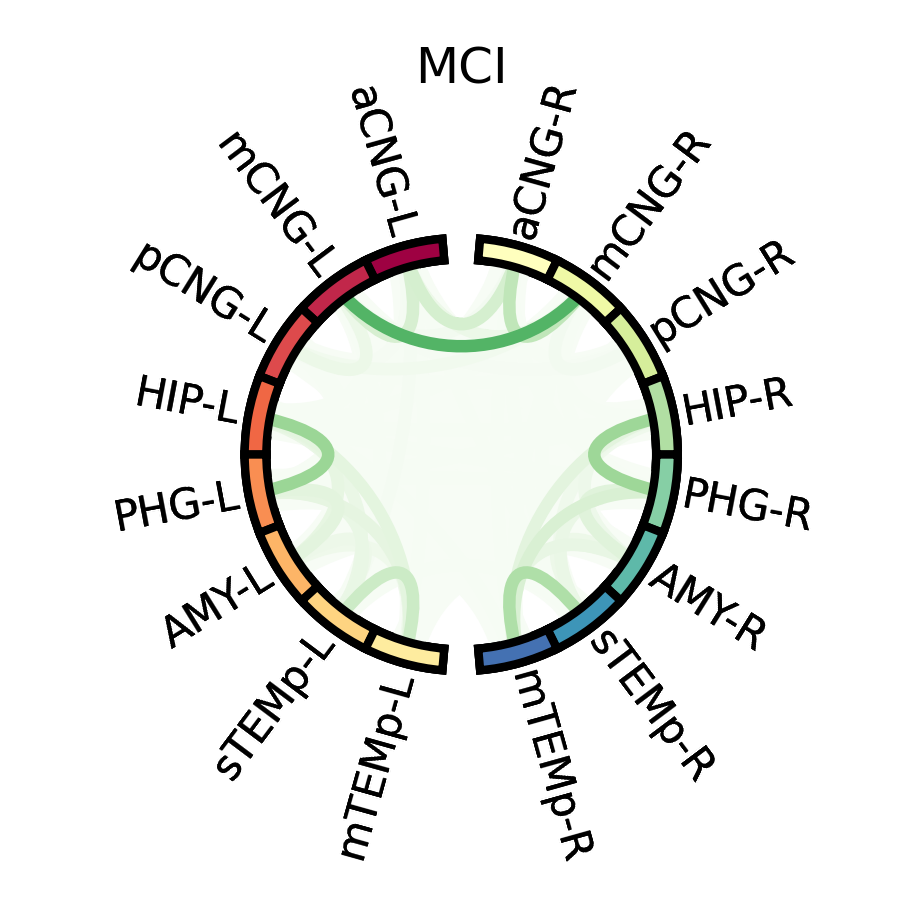 MCI
aCNG-L
mCNG-L
pCNG-L
HIP-L
PHG-L
AMY-L
sTEMp-L
mTEMp-L
aCNG-R
mCNG-R
pCNG-R
HIP-R
PHG-R
AMY-R
sTEMp-R
mTEMp-R